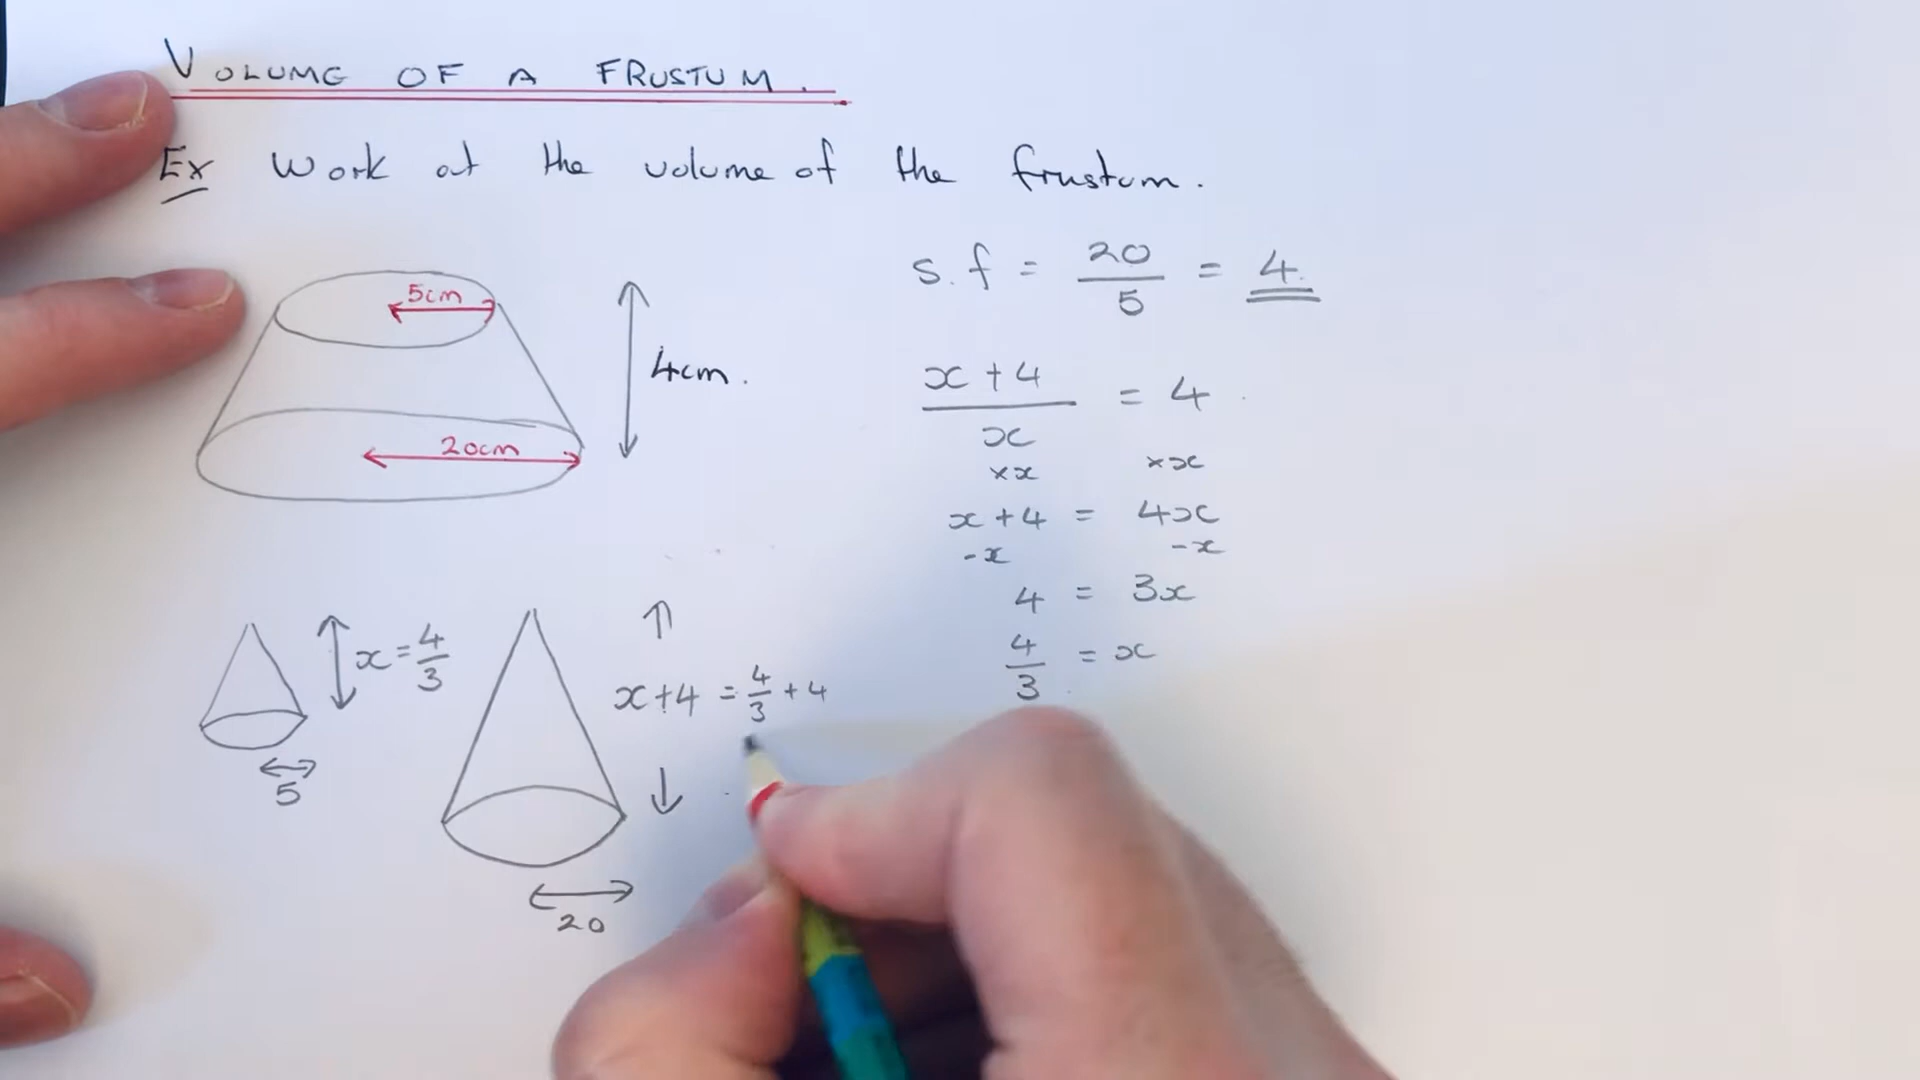 VOLUME OF A FRUSTUM.
Ex Work out the volume of the frustum.
5cm
4cm.
20cm
s.f = 20/5 = 4.
x + 4 / x = 4
×x ×x
x + 4 = 4x
-x -x
4 = 3x
4/3 = x
x = 4/3
5
x + 4 = 4/3 + 4
20